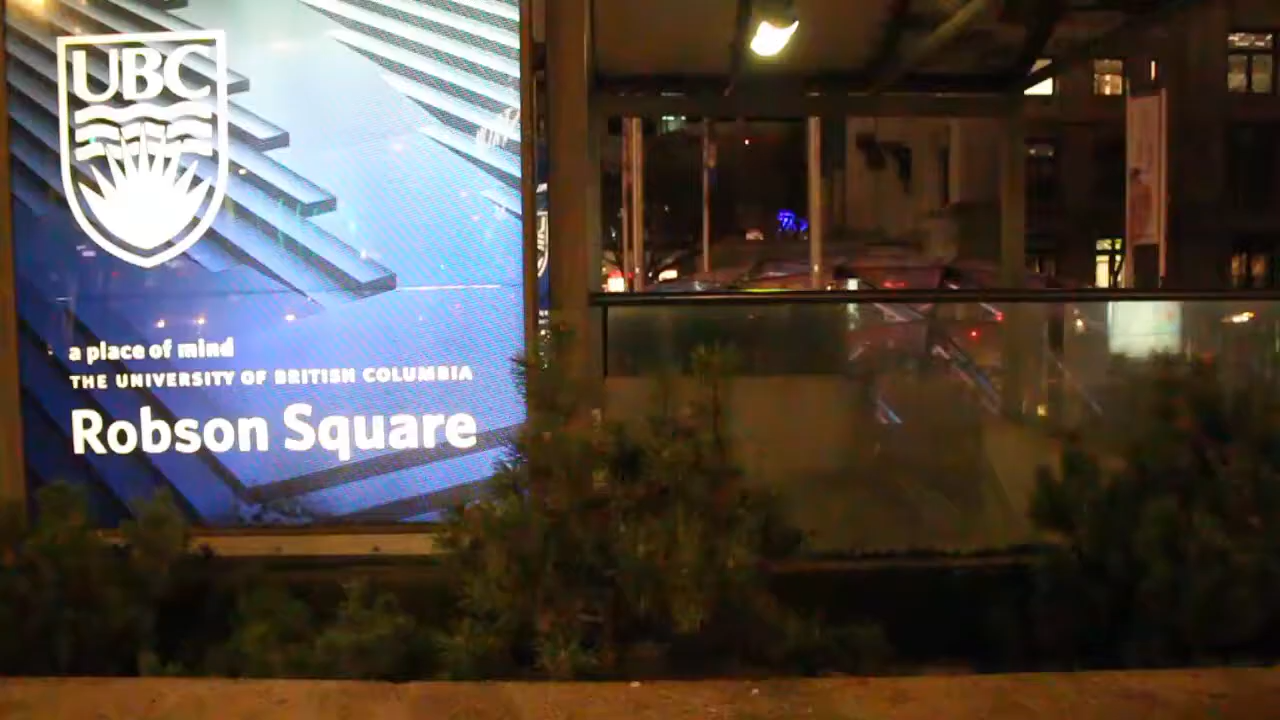 UBC
a place of mind
THE UNIVERSITY OF BRITISH COLUMBIA
Robson Square